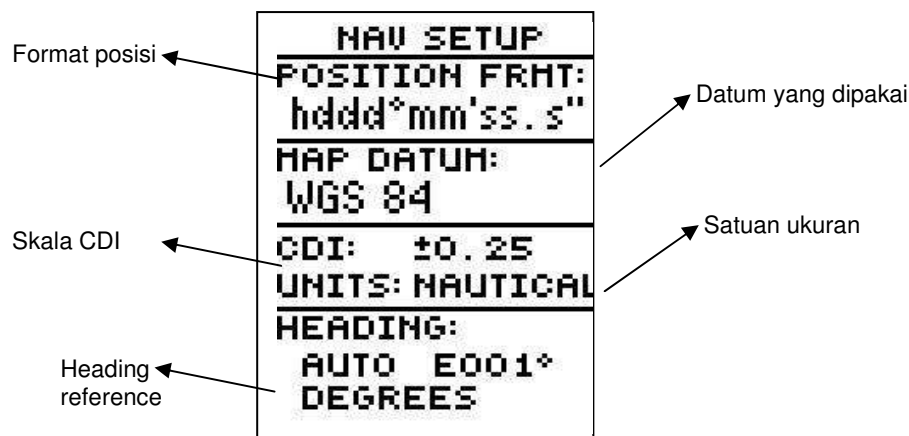 NAV SETUP
Format posisi
POSITION FRMT:
hddd°mm'ss.s"
Datum yang dipakai
MAP DATUM:
WGS 84
Satuan ukuran
Skala CDI
CDI: ±0.25
UNITS: NAUTICAL
HEADING:
AUTO E001°
DEGREES
Heading
reference